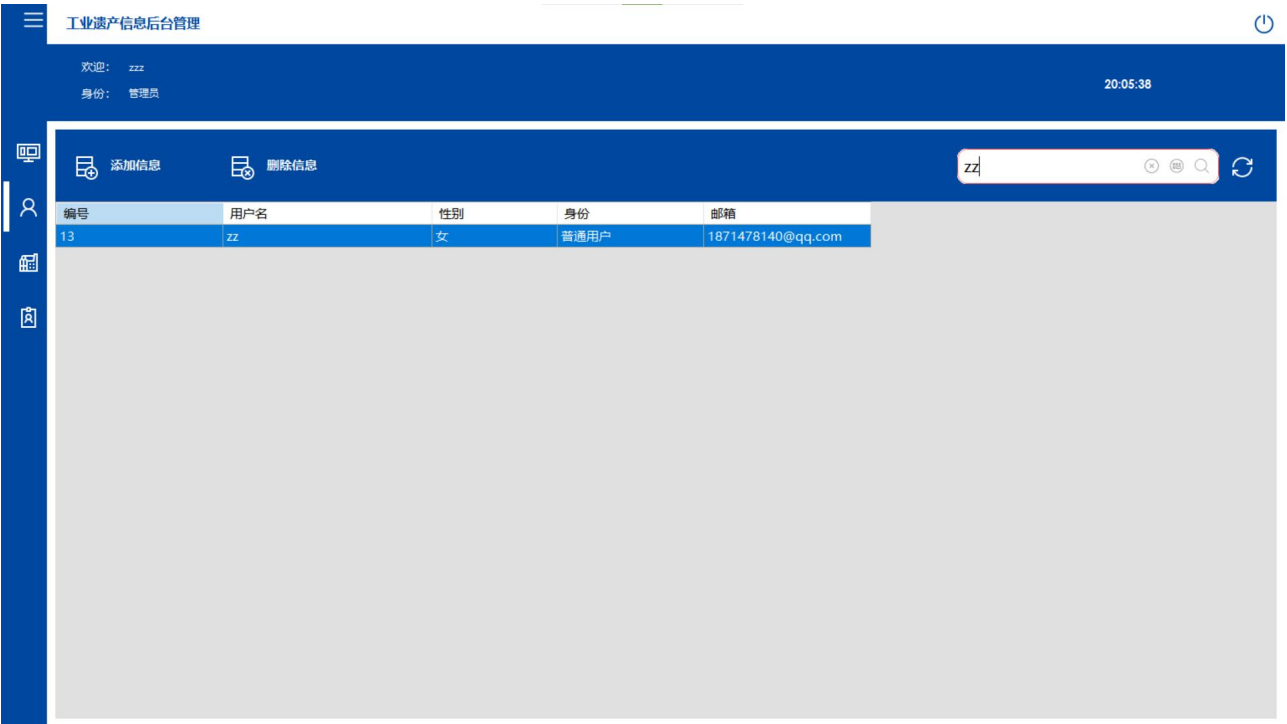 工业遗产信息后台管理
欢迎： zzz
身份： 管理员
20:05:38
添加信息 删除信息 zz
编号 用户名 性别 身份 邮箱
13 zz 女 普通用户 1871478140@qq.com